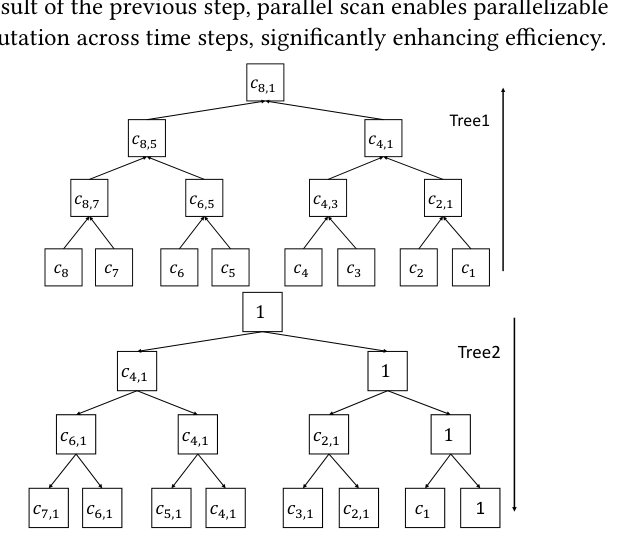 sult of the previous step, parallel scan enables parallelizable
utation across time steps, significantly enhancing efficiency.
c8,1
Tree1
c8,5 c4,1
c8,7 c6,5 c4,3 c2,1
c8 c7 c6 c5 c4 c3 c2 c1
1
Tree2
c4,1 1
c6,1 c4,1 c2,1 1
c7,1 c6,1 c5,1 c4,1 c3,1 c2,1 c1 1